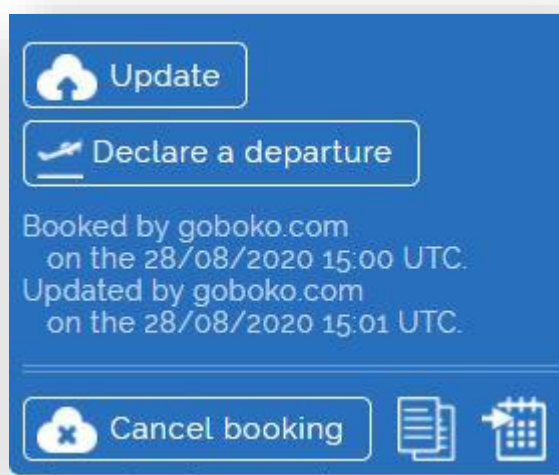 Update
Declare a departure
Booked by goboko.com
on the 28/08/2020 15:00 UTC.
Updated by goboko.com
on the 28/08/2020 15:01 UTC.
Cancel booking